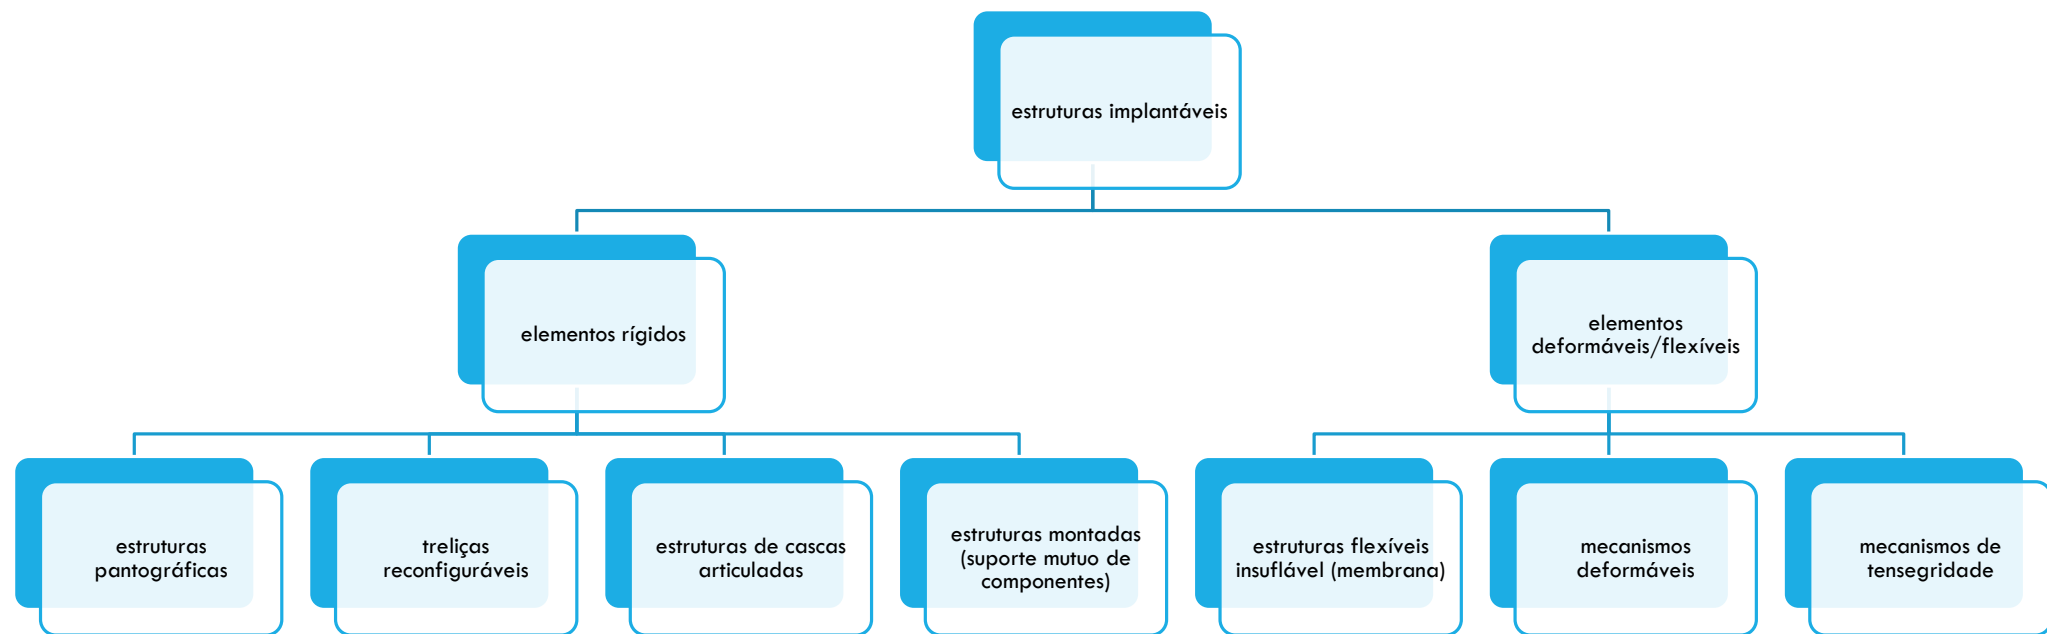 estruturas implantáveis
elementos rígidos
elementos
deformáveis/flexíveis
estruturas
pantográficas
treliças
reconfiguráveis
estruturas de cascas
articuladas
estruturas montadas
(suporte mutuo de
componentes)
estruturas flexíveis
insuflável (membrana)
mecanismos
deformáveis
mecanismos de
tensegridade